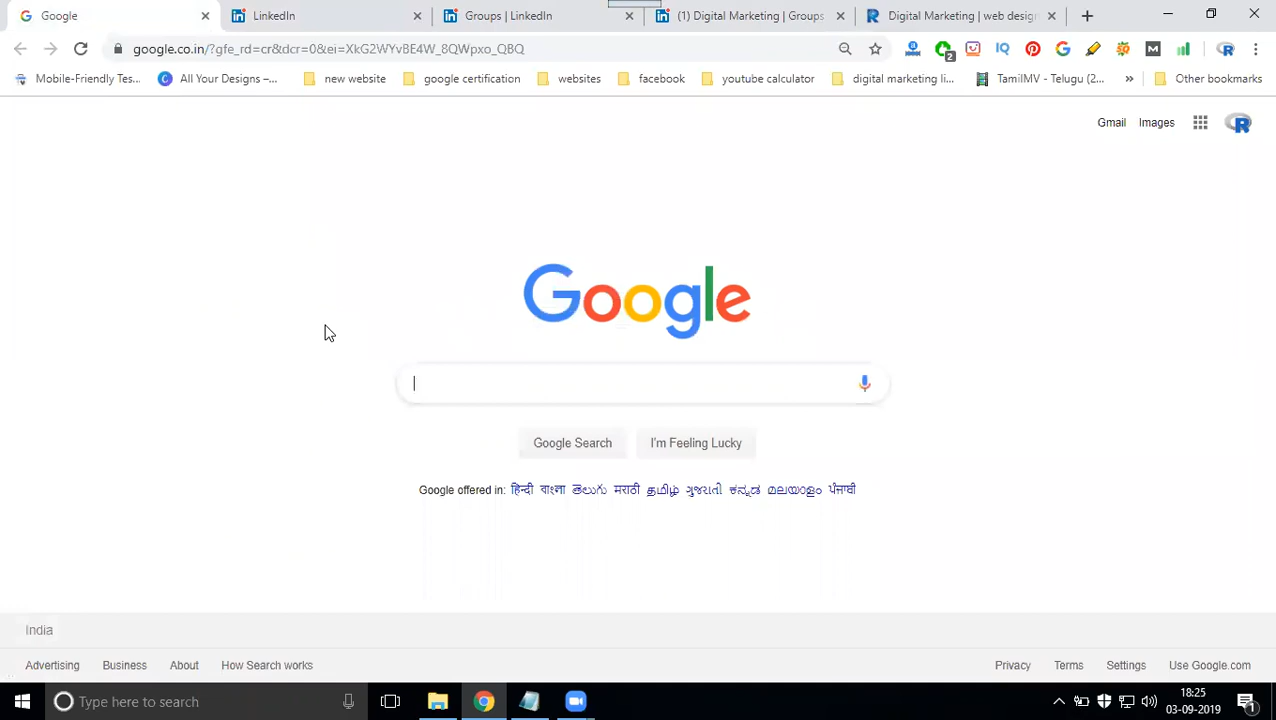 Google
LinkedIn
Groups | LinkedIn
(1) Digital Marketing | Groups
Digital Marketing | web design
google.co.in/?gfe_rd=cr&dcr=0&ei=XkG2WYvBE4W_8QWpxo_QBQ
2
Mobile-Friendly Tes...
All Your Designs –...
new website
google certification
websites
facebook
youtube calculator
digital marketing li...
TamilMV - Telugu (2...
»
Other bookmarks
Gmail
Images
Google
Google Search
I'm Feeling Lucky
Google offered in: हिन्दी বাংলা తెలుగు मराठी தமிழ் ગુજરાતી ಕನ್ನಡ മലയാളം ਪੰਜਾਬੀ
India
Advertising
Business
About
How Search works
Privacy
Terms
Settings
Use Google.com
Type here to search
18:25
03-09-2019
1